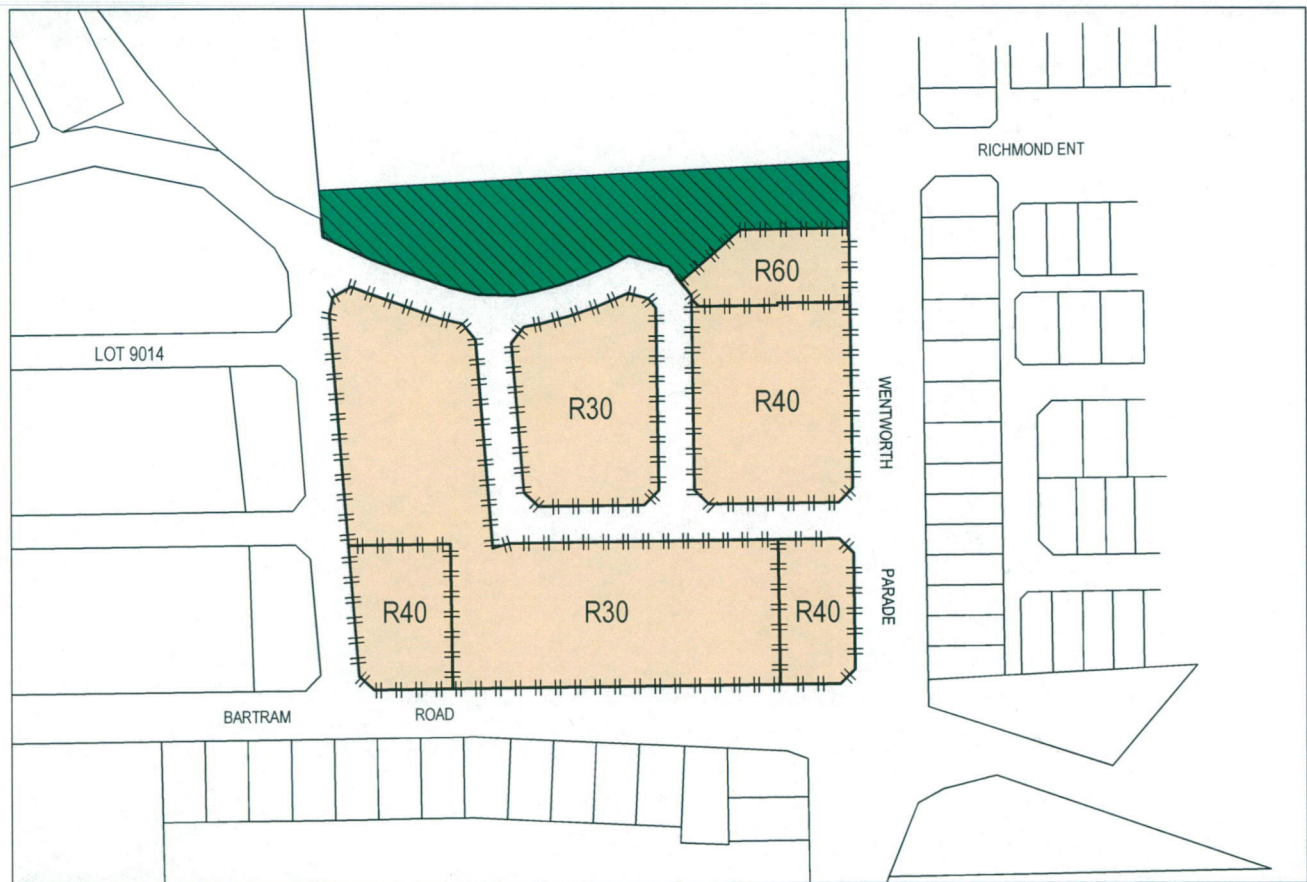 RICHMOND ENT
R60
LOT 9014
R30
R40
WENTWORTH
PARADE
R40
R30
R40
BARTRAM ROAD